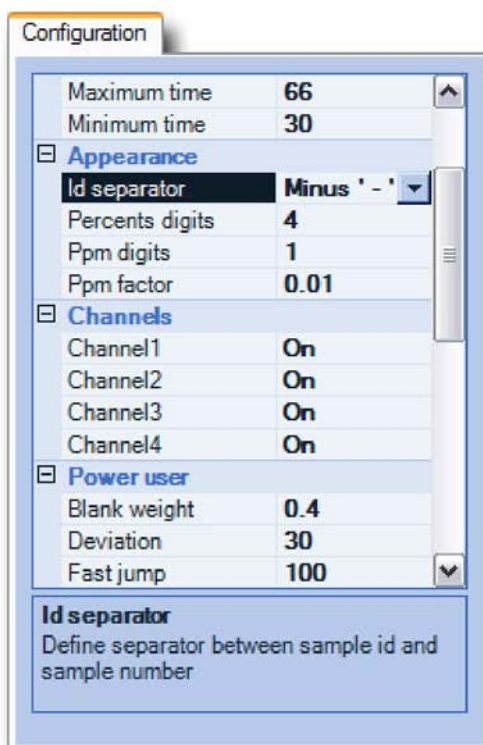 Configuration
Maximum time 66
Minimum time 30
Appearance
Id separator Minus ' - '
Percents digits 4
Ppm digits 1
Ppm factor 0.01
Channels
Channel1 On
Channel2 On
Channel3 On
Channel4 On
Power user
Blank weight 0.4
Deviation 30
Fast jump 100
Id separator
Define separator between sample id and
sample number